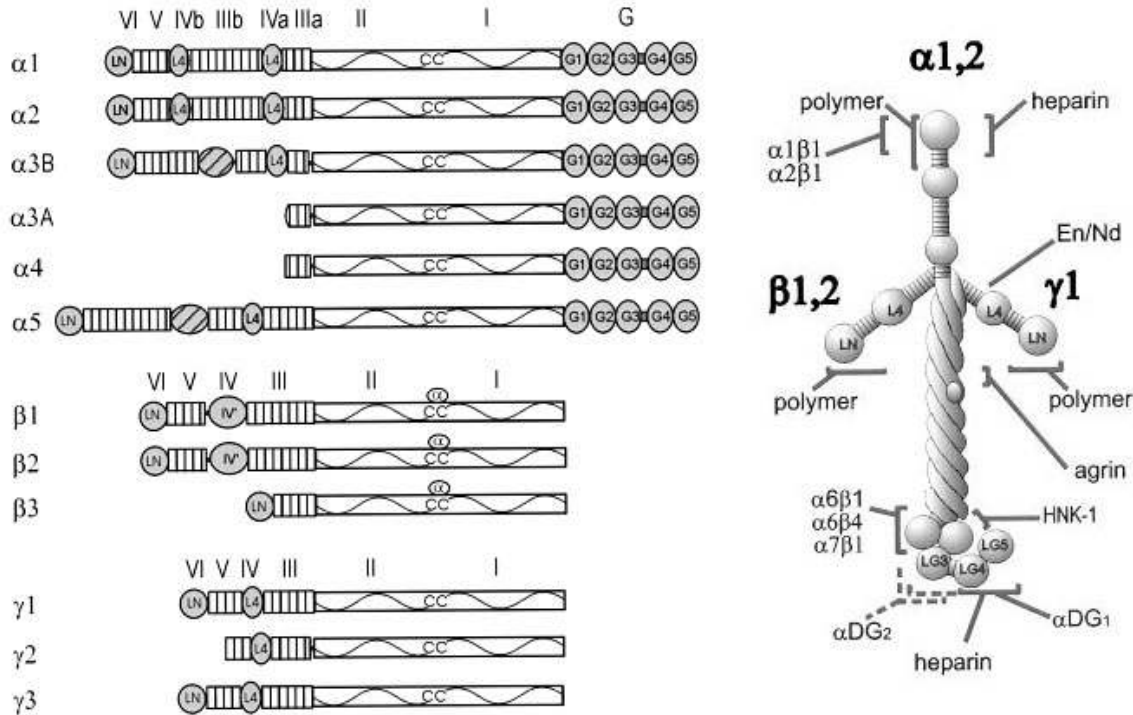 VI V IVb IIIb IVa IIIa II I G
α1 LN L4 L4 CC G1 G2 G3 G4 G5
α2 LN L4 L4 CC G1 G2 G3 G4 G5
α3B LN L4 CC G1 G2 G3 G4 G5
α3A CC G1 G2 G3 G4 G5
α4 CC G1 G2 G3 G4 G5
α5 LN L4 CC G1 G2 G3 G4 G5
VI V IV III II I
α
β1 LN IV' CC
α
β2 LN IV' CC
α
β3 LN CC
VI V IV III II I
γ1 LN L4 CC
γ2 L4 CC
γ3 LN L4 CC
α1,2
polymer
heparin
α1β1
α2β1
En/Nd
β1,2
γ1
L4
L4
LN
LN
polymer
polymer
agrin
α6β1
α6β4
α7β1
HNK-1
LG5
LG3
LG4
αDG2
αDG1
heparin